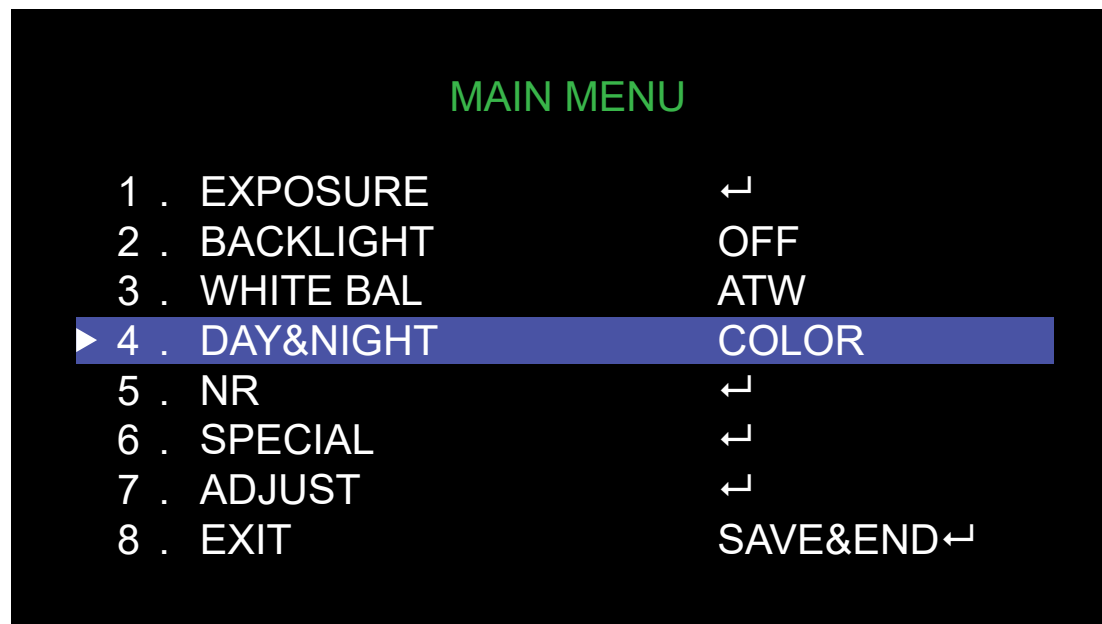 MAIN MENU
1 . EXPOSURE ↵
2 . BACKLIGHT OFF
3 . WHITE BAL ATW
4 . DAY&NIGHT COLOR
5 . NR ↵
6 . SPECIAL ↵
7 . ADJUST ↵
8 . EXIT SAVE&END↵